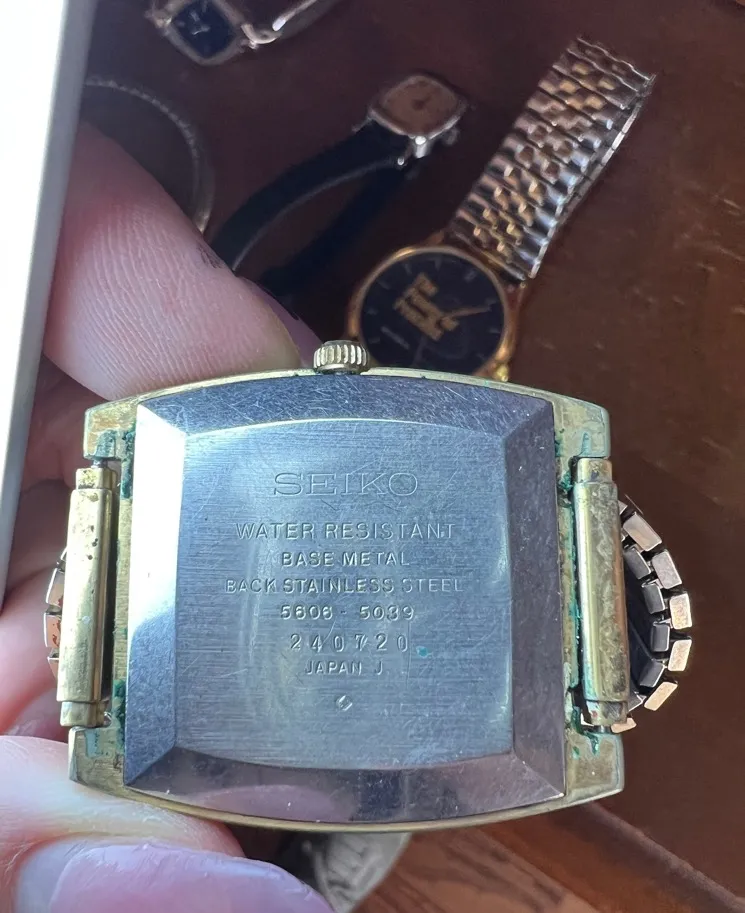 SEIKO
WATER RESISTANT
BASE METAL
BACK STAINLESS STEEL
5606-5039
240720
JAPAN J